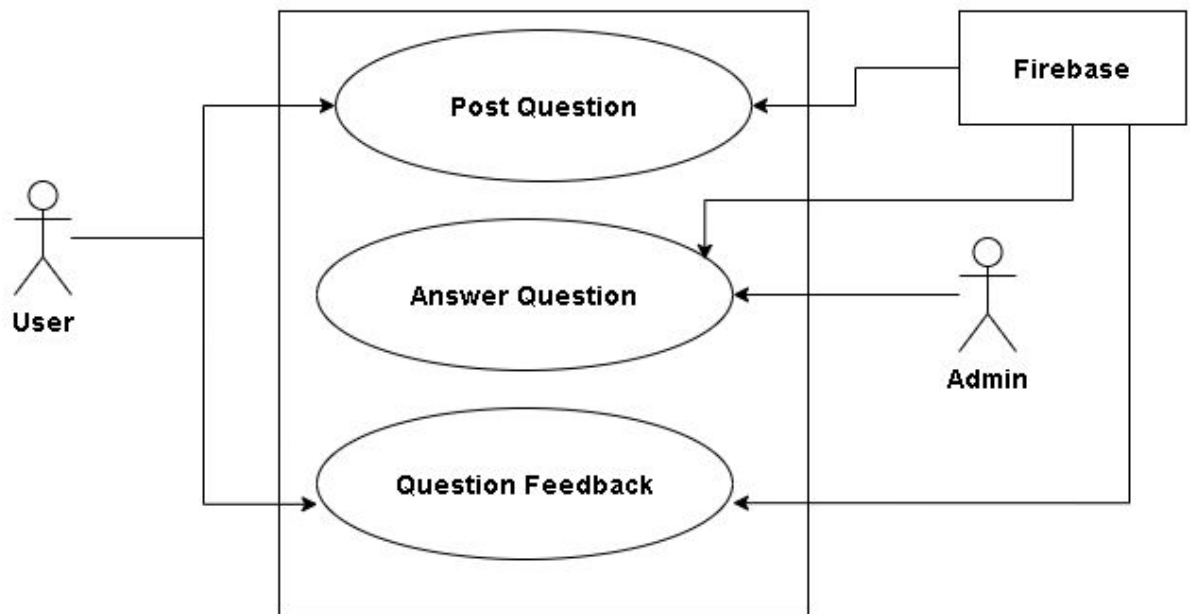 Post Question
Firebase
Answer Question
User
Admin
Question Feedback